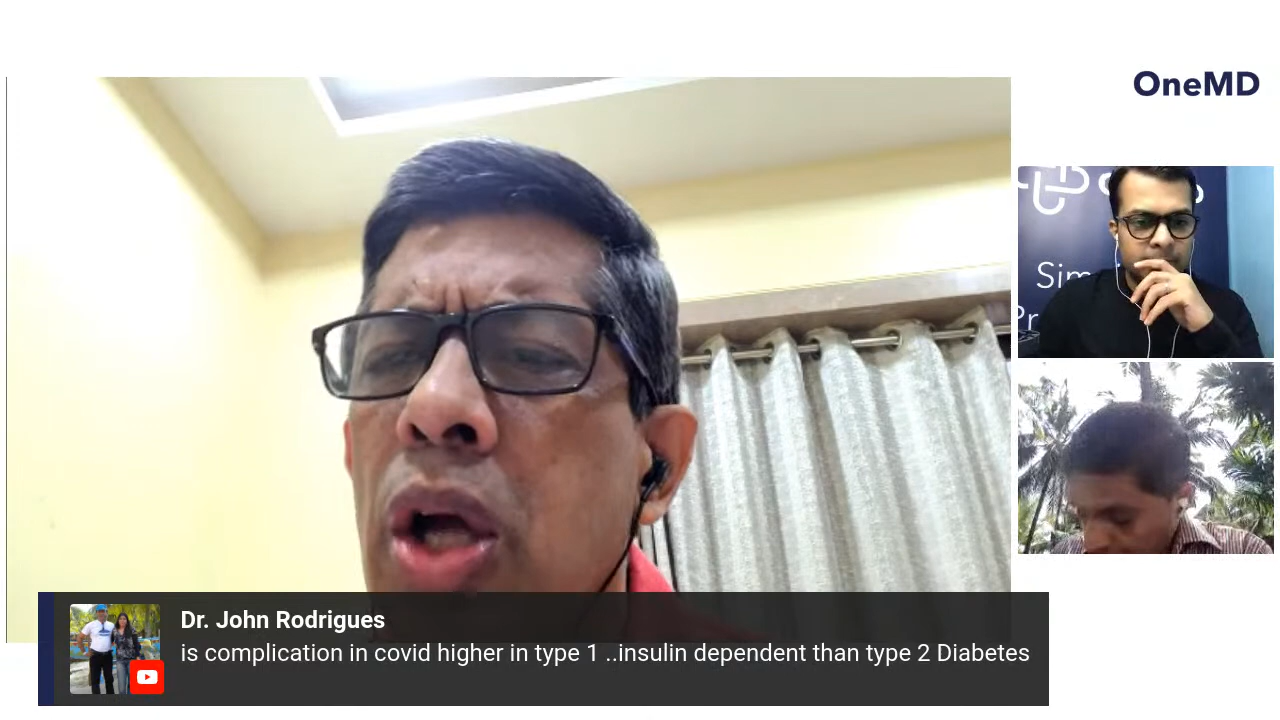 OneMD
Dr. John Rodrigues
is complication in covid higher in type 1 ..insulin dependent than type 2 Diabetes